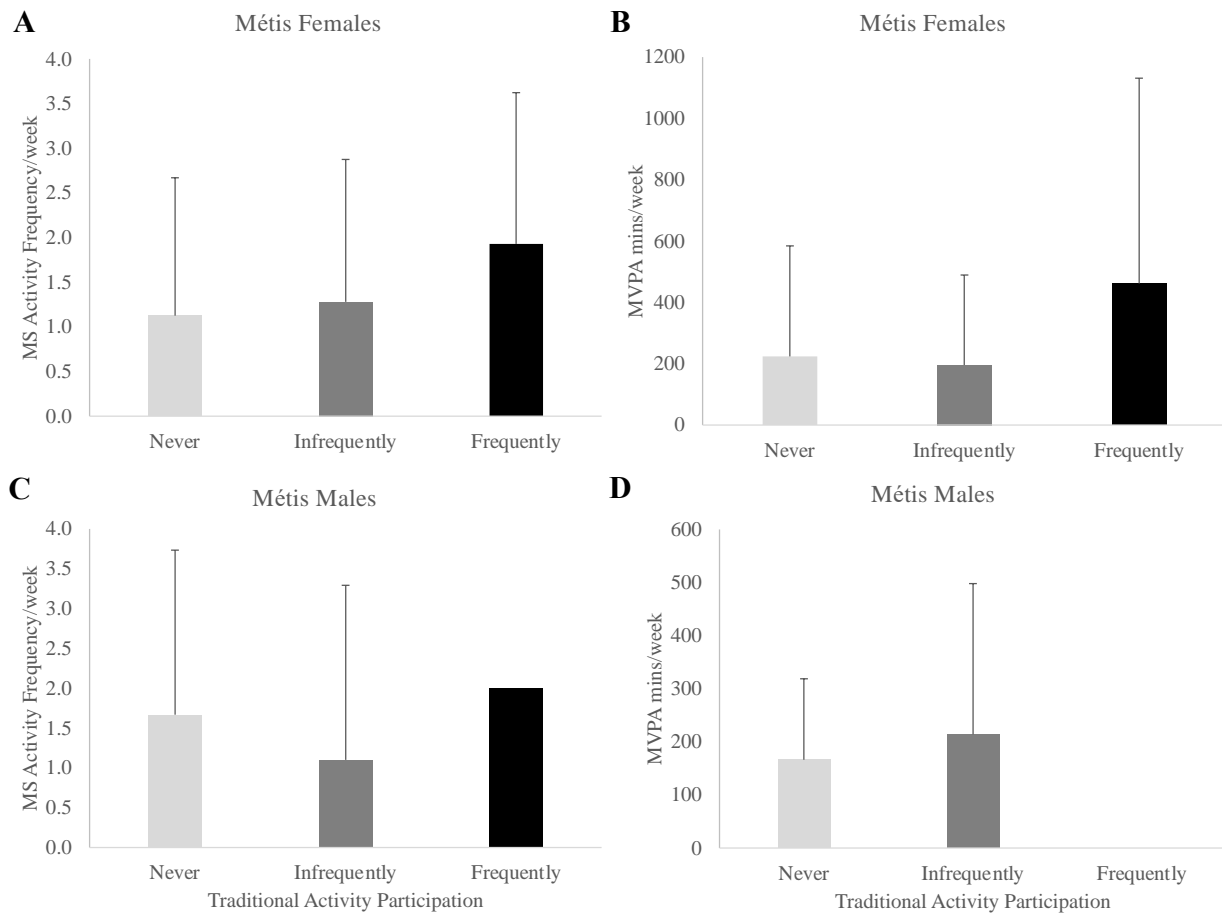 A
Métis Females
MS Activity Frequency/week
4.0
3.5
3.0
2.5
2.0
1.5
1.0
0.5
0.0
Never Infrequently Frequently
B
Métis Females
MVPA mins/week
1200
1000
800
600
400
200
0
Never Infrequently Frequently
C
Métis Males
MS Activity Frequency/week
4.0
3.5
3.0
2.5
2.0
1.5
1.0
0.5
0.0
Never Infrequently Frequently
Traditional Activity Participation
D
Métis Males
MVPA mins/week
600
500
400
300
200
100
0
Never Infrequently Frequently
Traditional Activity Participation